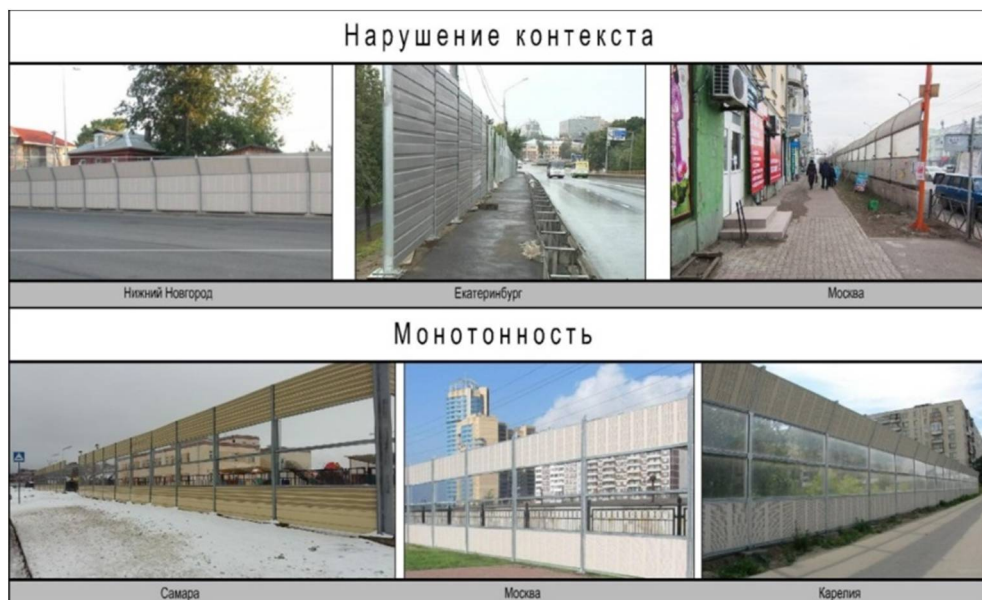 Нарушение контекста
Нижний Новгород
Екатеринбург
Москва
Монотонность
Самара
Москва
Карелия